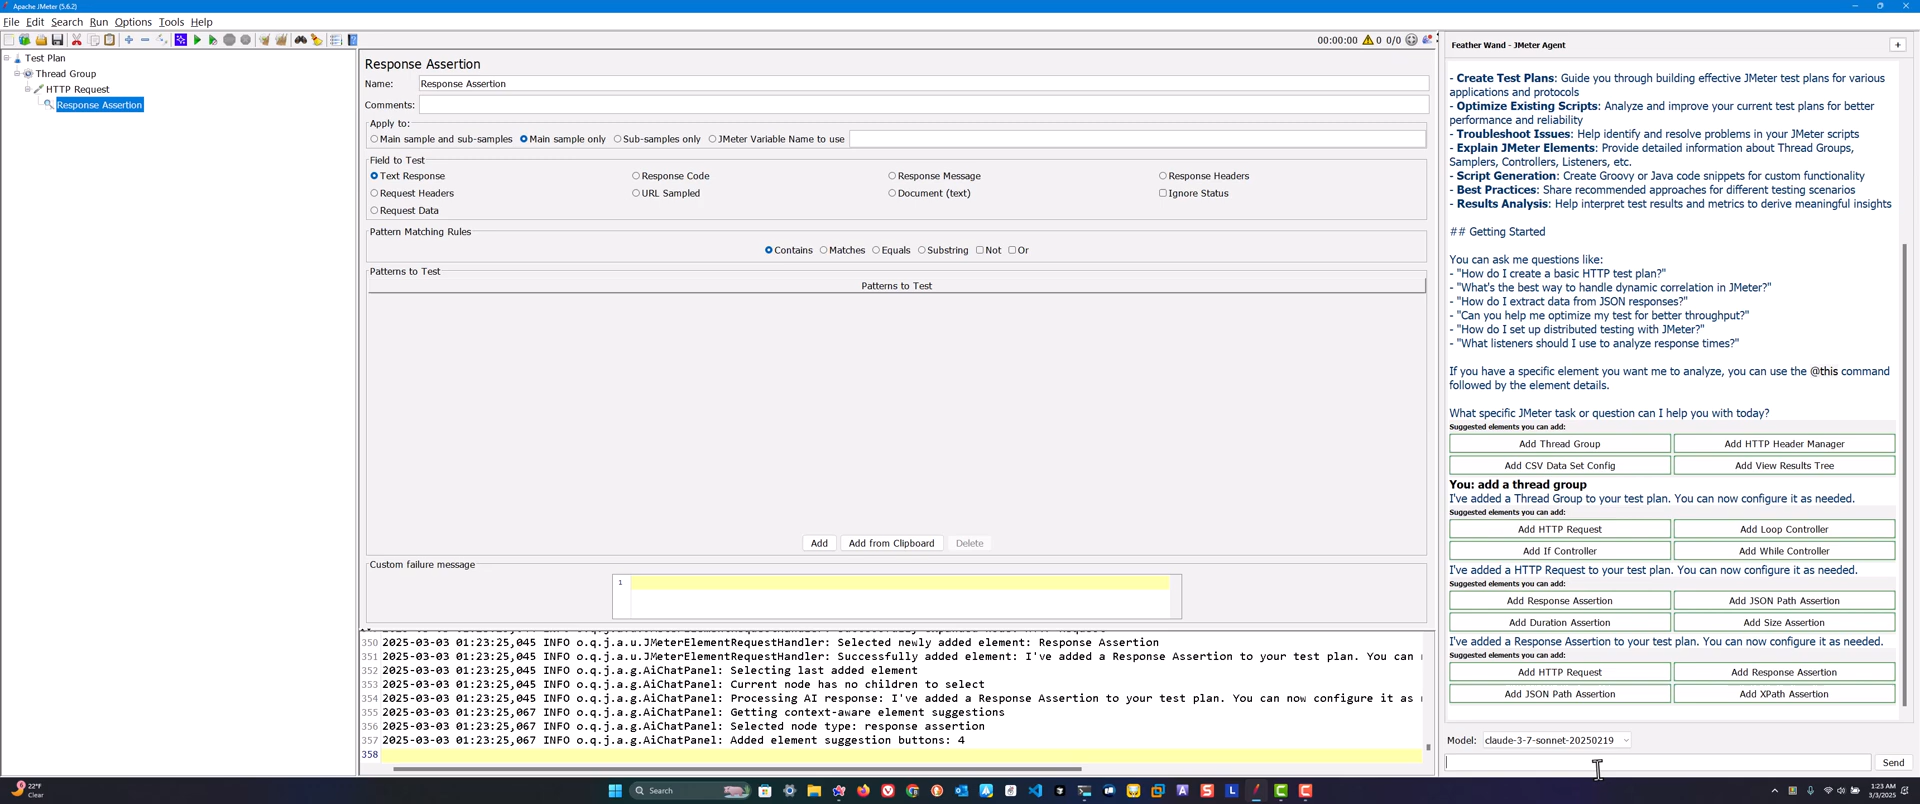 Apache JMeter (5.6.2)
File Edit Search Run Options Tools Help
00:00:00 0 0/0
Test Plan
Thread Group
HTTP Request
Response Assertion
Response Assertion
Name: Response Assertion
Comments:
Apply to:
Main sample and sub-samples Main sample only Sub-samples only JMeter Variable Name to use
Field to Test
Text Response Response Code Response Message Response Headers
Request Headers URL Sampled Document (text) Ignore Status
Request Data
Pattern Matching Rules
Contains Matches Equals Substring Not Or
Patterns to Test
Patterns to Test
Add Add from Clipboard Delete
Custom failure message
1
350 2025-03-03 01:23:25,045 INFO o.q.j.a.u.JMeterElementRequestHandler: Selected newly added element: Response Assertion
351 2025-03-03 01:23:25,045 INFO o.q.j.a.u.JMeterElementRequestHandler: Successfully added element: I've added a Response Assertion to your test plan. You can
352 2025-03-03 01:23:25,045 INFO o.q.j.a.g.AiChatPanel: Selecting last added element
353 2025-03-03 01:23:25,045 INFO o.q.j.a.g.AiChatPanel: Current node has no children to select
354 2025-03-03 01:23:25,045 INFO o.q.j.a.g.AiChatPanel: Processing AI response: I've added a Response Assertion to your test plan. You can now configure it as
355 2025-03-03 01:23:25,067 INFO o.q.j.a.g.AiChatPanel: Getting context-aware element suggestions
356 2025-03-03 01:23:25,067 INFO o.q.j.a.g.AiChatPanel: Selected node type: response assertion
357 2025-03-03 01:23:25,067 INFO o.q.j.a.g.AiChatPanel: Added element suggestion buttons: 4
358
Feather Wand - JMeter Agent +
- Create Test Plans: Guide you through building effective JMeter test plans for various
applications and protocols
- Optimize Existing Scripts: Analyze and improve your current test plans for better
performance and reliability
- Troubleshoot Issues: Help identify and resolve problems in your JMeter scripts
- Explain JMeter Elements: Provide detailed information about Thread Groups,
Samplers, Controllers, Listeners, etc.
- Script Generation: Create Groovy or Java code snippets for custom functionality
- Best Practices: Share recommended approaches for different testing scenarios
- Results Analysis: Help interpret test results and metrics to derive meaningful insights
## Getting Started
You can ask me questions like:
- "How do I create a basic HTTP test plan?"
- "What's the best way to handle dynamic correlation in JMeter?"
- "How do I extract data from JSON responses?"
- "Can you help me optimize my test for better throughput?"
- "How do I set up distributed testing with JMeter?"
- "What listeners should I use to analyze response times?"
If you have a specific element you want me to analyze, you can use the @this command
followed by the element details.
What specific JMeter task or question can I help you with today?
Suggested elements you can add:
Add Thread Group Add HTTP Header Manager
Add CSV Data Set Config Add View Results Tree
You: add a thread group
I've added a Thread Group to your test plan. You can now configure it as needed.
Suggested elements you can add:
Add HTTP Request Add Loop Controller
Add If Controller Add While Controller
I've added a HTTP Request to your test plan. You can now configure it as needed.
Suggested elements you can add:
Add Response Assertion Add JSON Path Assertion
Add Duration Assertion Add Size Assertion
I've added a Response Assertion to your test plan. You can now configure it as needed.
Suggested elements you can add:
Add HTTP Request Add Response Assertion
Add JSON Path Assertion Add XPath Assertion
Model: claude-3-7-sonnet-20250219
Send
22°F
Clear
Search
1:23 AM
3/3/2025